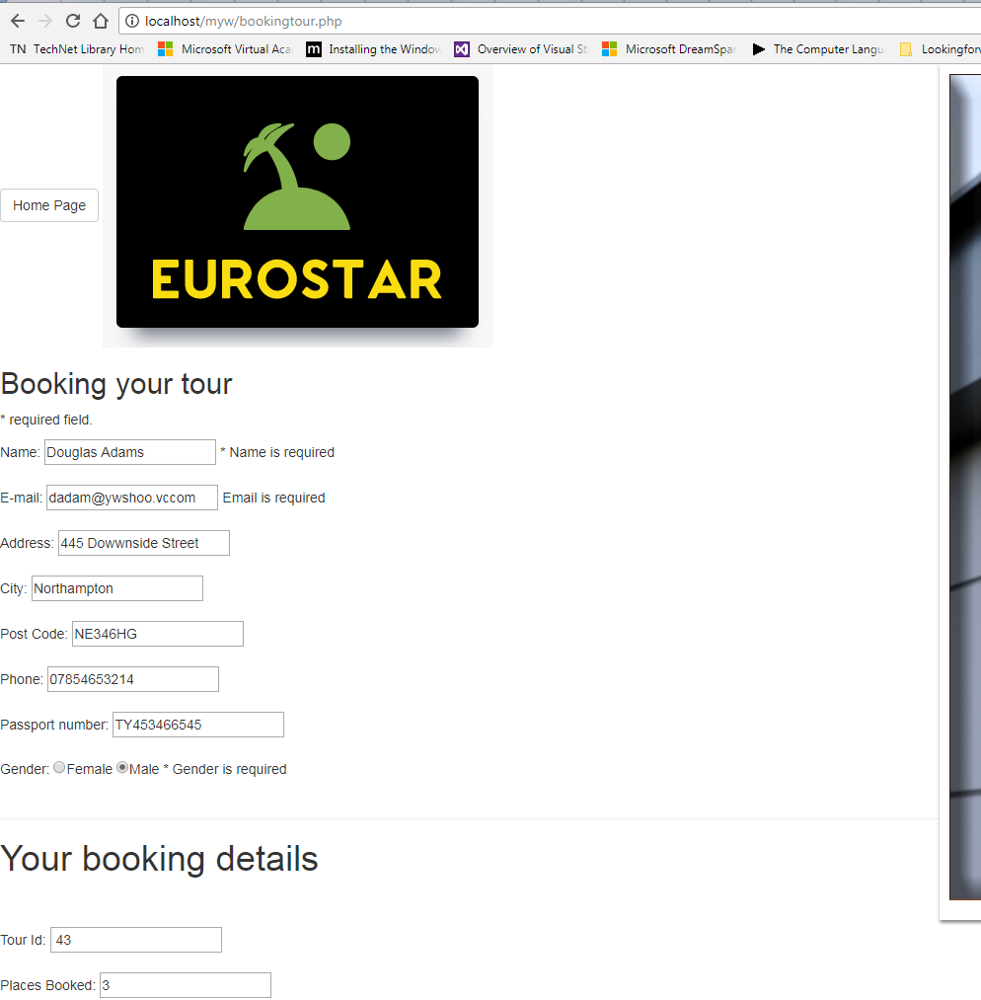 localhost/myw/bookingtour.php
TN TechNet Library Hom Microsoft Virtual Aca m Installing the Window Overview of Visual St Microsoft DreamSpar The Computer Langu Lookingforw
Home Page
EUROSTAR
Booking your tour
* required field.
Name: Douglas Adams * Name is required
E-mail: dadam@ywshoo.vccom Email is required
Address: 445 Dowwnside Street
City: Northampton
Post Code: NE346HG
Phone: 07854653214
Passport number: TY453466545
Gender: Female Male * Gender is required
Your booking details
Tour Id: 43
Places Booked: 3